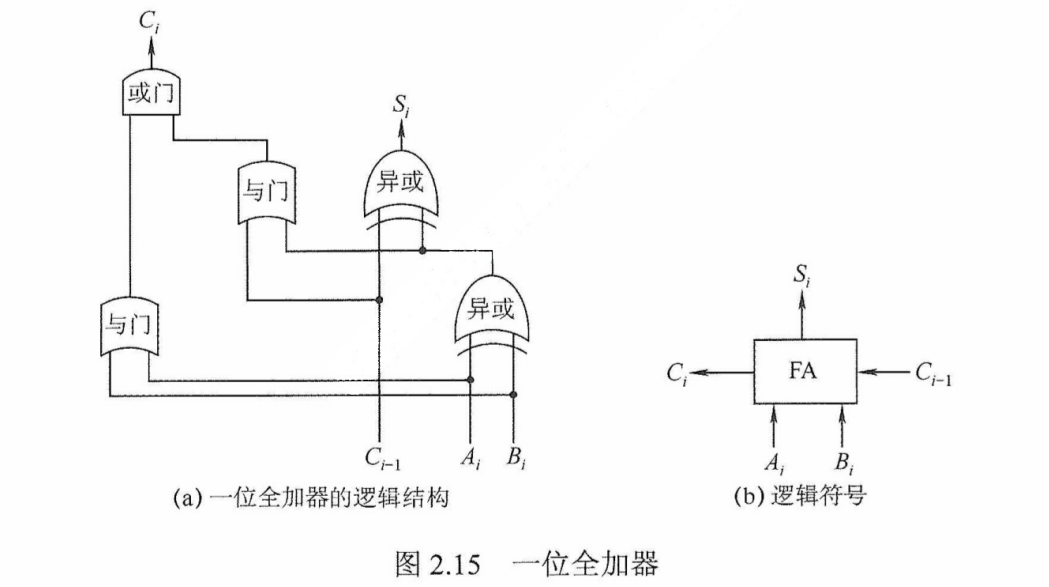 C_i
或门
S_i
与门
异或
与门
异或
C_{i-1} A_i B_i
(a) 一位全加器的逻辑结构
S_i
C_i FA C_{i-1}
A_i B_i
(b) 逻辑符号
图 2.15 一位全加器